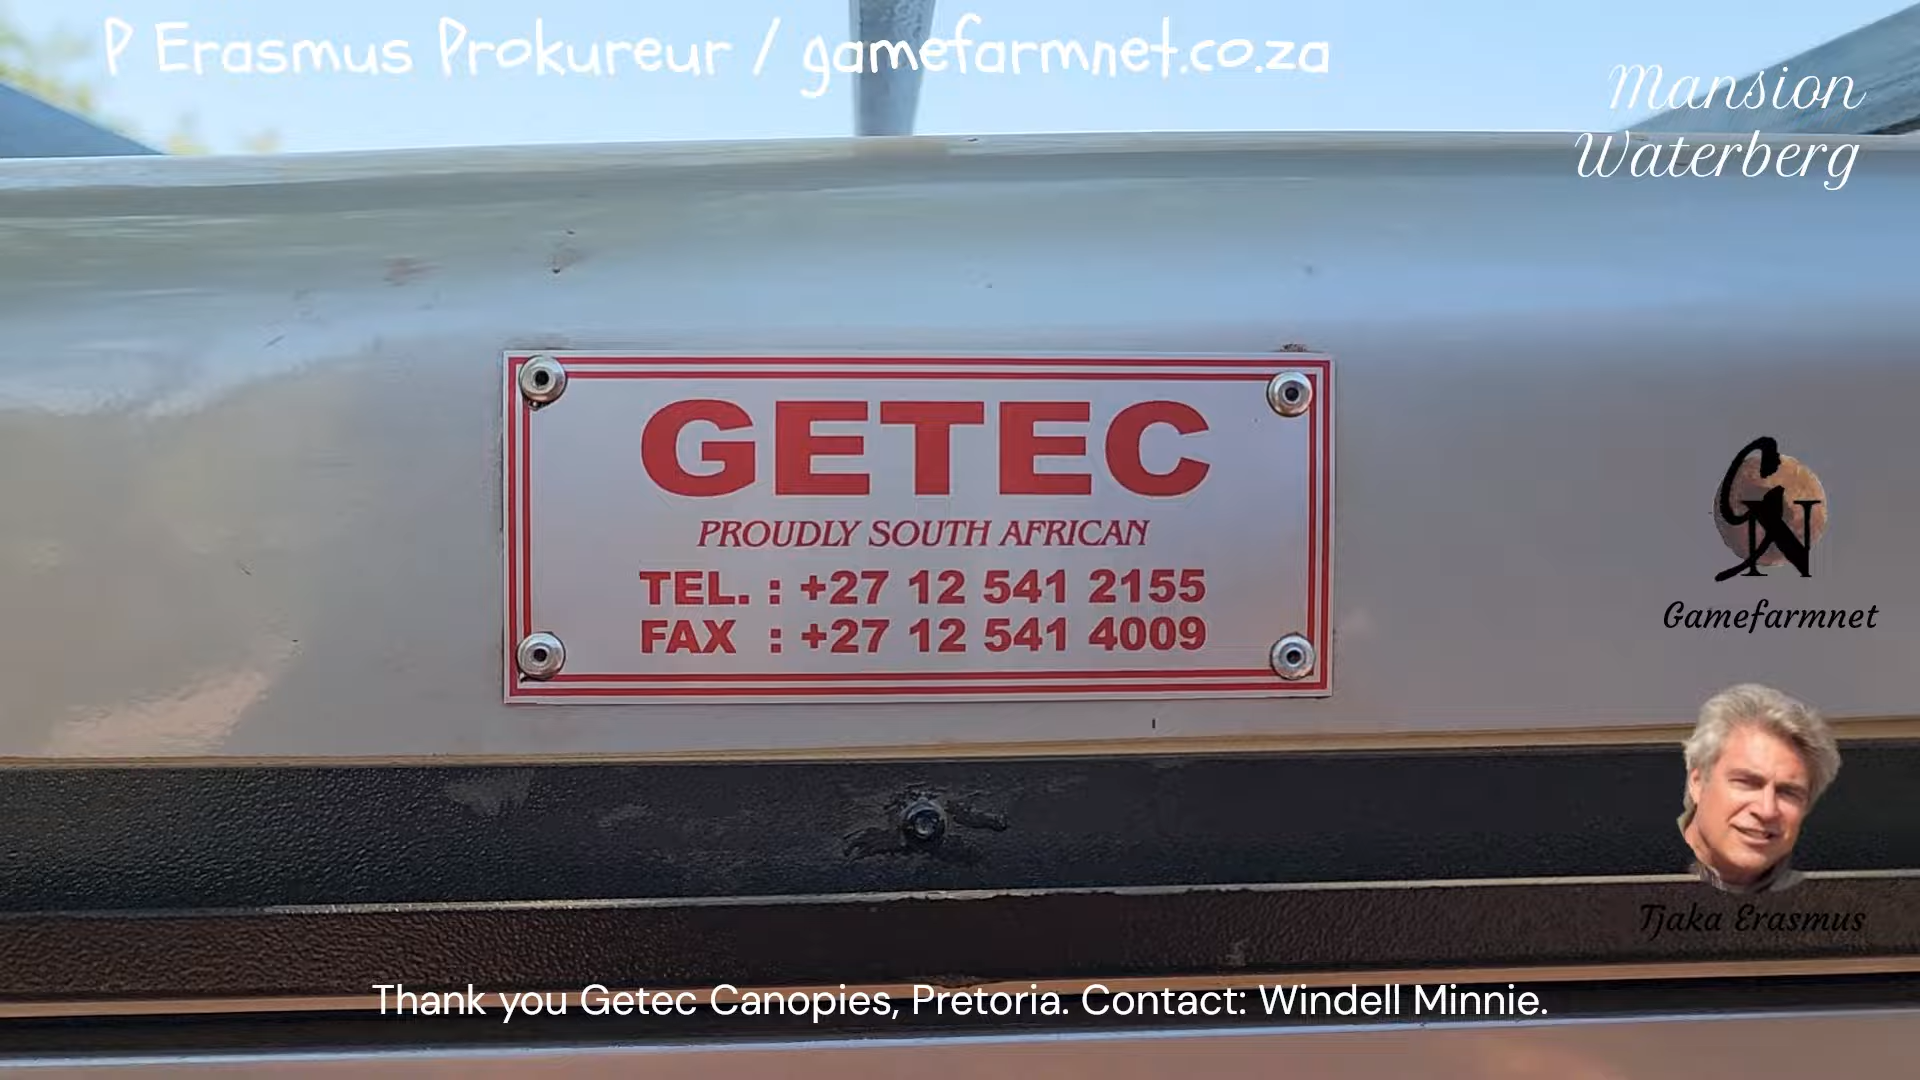 P Erasmus Prokureur / gamefarmnet.co.za
Mansion
Waterberg
GETEC
PROUDLY SOUTH AFRICAN
TEL. : +27 12 541 2155
FAX : +27 12 541 4009
GN
Gamefarmnet
Tjaka Erasmus
Thank you Getec Canopies, Pretoria. Contact: Windell Minnie.